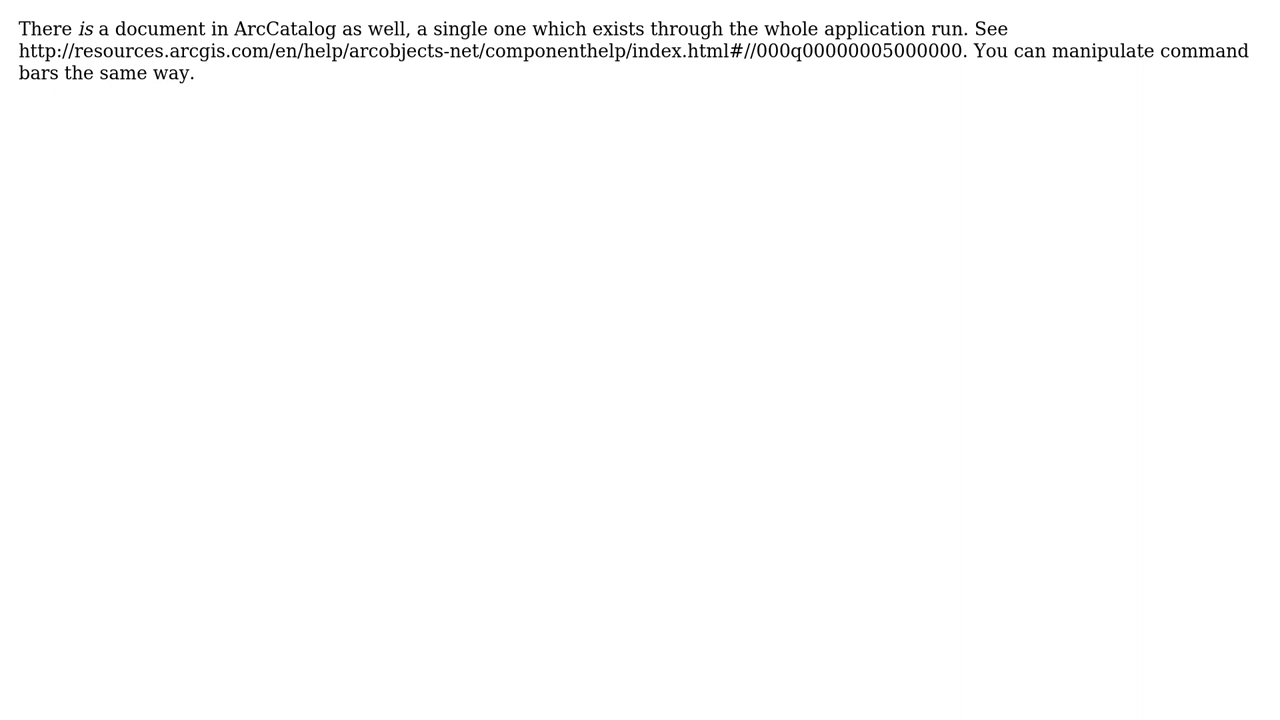 There is a document in ArcCatalog as well, a single one which exists through the whole application run. See
http://resources.arcgis.com/en/help/arcobjects-net/componenthelp/index.html#//000q00000005000000. You can manipulate command
bars the same way.